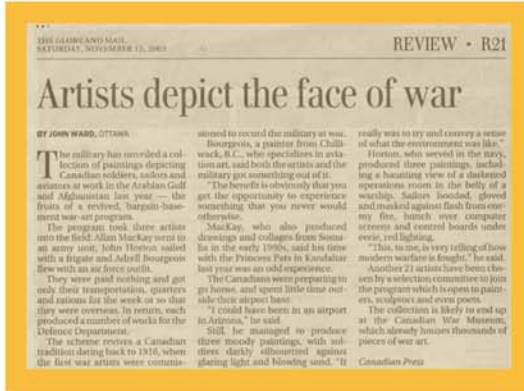 THE GLOBE AND MAIL
SATURDAY, NOVEMBER 15, 2003
REVIEW • R21
Artists depict the face of war
BY JOHN WARD, OTTAWA
The military has unveiled a col-
lection of paintings depicting
Canadian soldiers, sailors and
aviators at work in the Arabian Gulf
and Afghanistan last year — the
fruits of a revived, bargain-base-
ment war-art program.
The program took three artists
into the field: Allan MacKay went to
an army unit; John Horton sailed
with a frigate and Ardell Bourgeois
flew with an air force outfit.
They were paid nothing and got
only their transportation, quarters
and rations for the week or so that
they were overseas. In return, each
produced a number of works for the
Defence Department.
The scheme revives a Canadian
tradition dating back to 1916, when
the first war artists were commis-
sioned to record the military at war.
Bourgeois, a painter from Chilli-
wack, B.C., who specializes in avia-
tion art, said both the artists and the
military got something out of it.
"The benefit is obviously that you
get the opportunity to experience
something that you never would
otherwise.
MacKay, who also produced
drawings and collages from Soma-
lia in the early 1990s, said his time
with the Princess Pats in Kandahar
last year was an odd experience.
The Canadians were preparing to
go home, and spent little time out-
side their airport base.
"I could have been in an airport
in Arizona," he said.
Still, he managed to produce
three moody paintings, with sol-
diers darkly silhouetted against
glaring light and blowing sand. "It
really was to try and convey a sense
of what the environment was like."
Horton, who served in the navy,
produced three paintings, includ-
ing a haunting view of a darkened
operations room in the belly of a
warship. Sailors hooded, gloved
and masked against flash from ene-
my fire, hunch over computer
screens and control boards under
eerie, red lighting.
"This, to me, is very telling of how
modern warfare is fought," he said.
Another 21 artists have been cho-
sen by a selection committee to join
the program which is open to paint-
ers, sculptors and even poets.
The collection is likely to end up
at the Canadian War Museum,
which already houses thousands of
pieces of war art.
Canadian Press